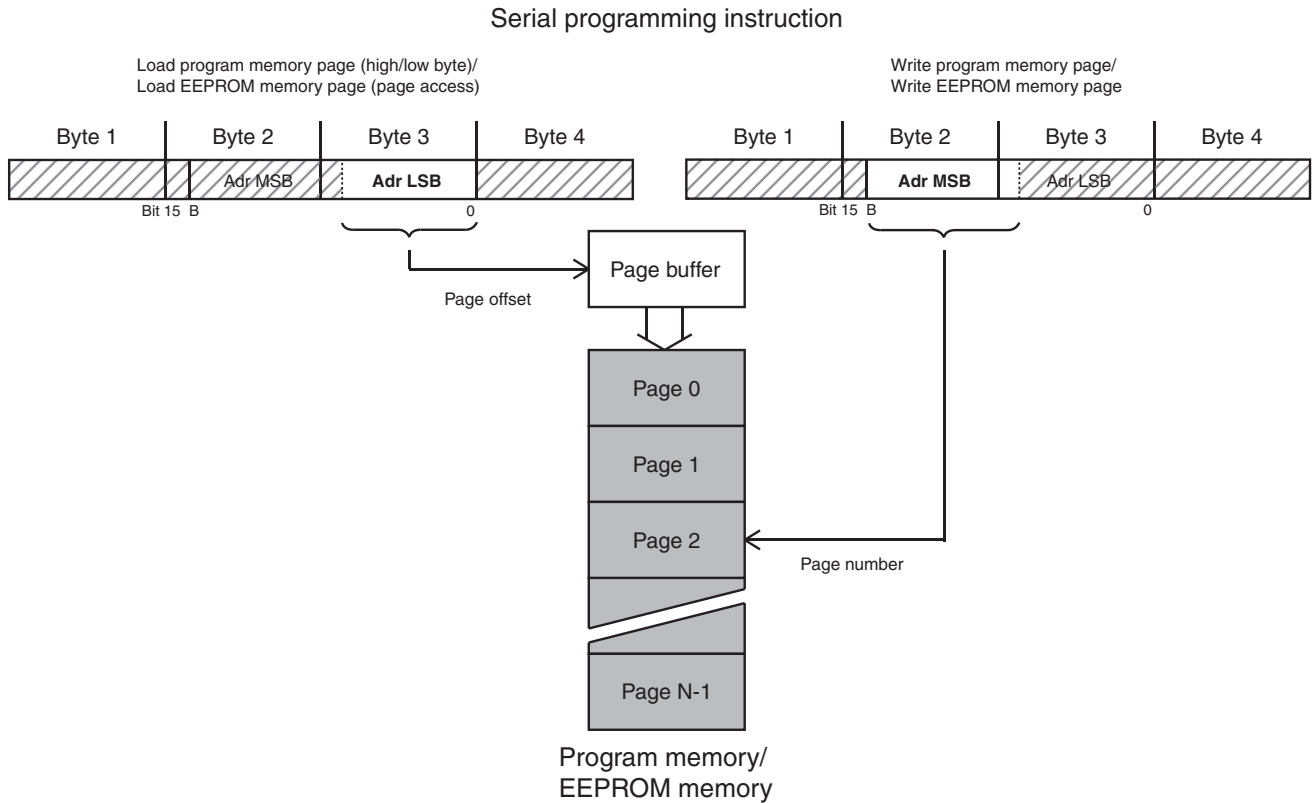 Serial programming instruction
Load program memory page (high/low byte)/
Load EEPROM memory page (page access)
Write program memory page/
Write EEPROM memory page
Byte 1 Byte 2 Byte 3 Byte 4
Byte 1 Byte 2 Byte 3 Byte 4
Adr MSB Adr LSB
Adr MSB Adr LSB
Bit 15 B 0
Bit 15 B 0
Page buffer
Page offset
Page 0
Page 1
Page 2
Page number
Page N-1
Program memory/
EEPROM memory